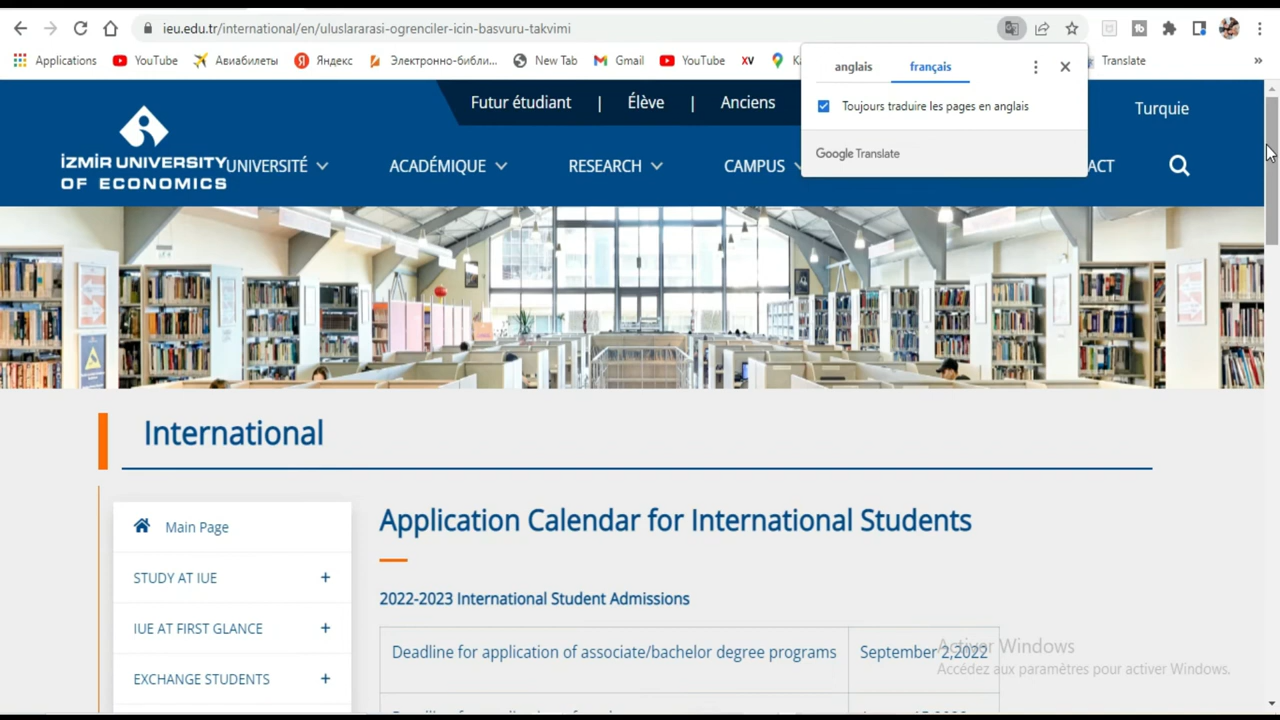 ieu.edu.tr/international/en/uluslararasi-ogrenciler-icin-basvuru-takvimi
Applications YouTube Авиабилеты Яндекс Электронно-библи... New Tab Gmail YouTube XV Translate »
anglais français
Toujours traduire les pages en anglais
Google Translate
Futur étudiant | Élève | Anciens
Turquie
İZMİR UNIVERSITY
OF ECONOMICS
UNIVERSITÉ ACADÉMIQUE RESEARCH CAMPUS ACT
International
Main Page
STUDY AT IUE +
IUE AT FIRST GLANCE +
EXCHANGE STUDENTS +
Application Calendar for International Students
2022-2023 International Student Admissions
Deadline for application of associate/bachelor degree programs September 2,2022
Activer Windows
Accédez aux paramètres pour activer Windows.